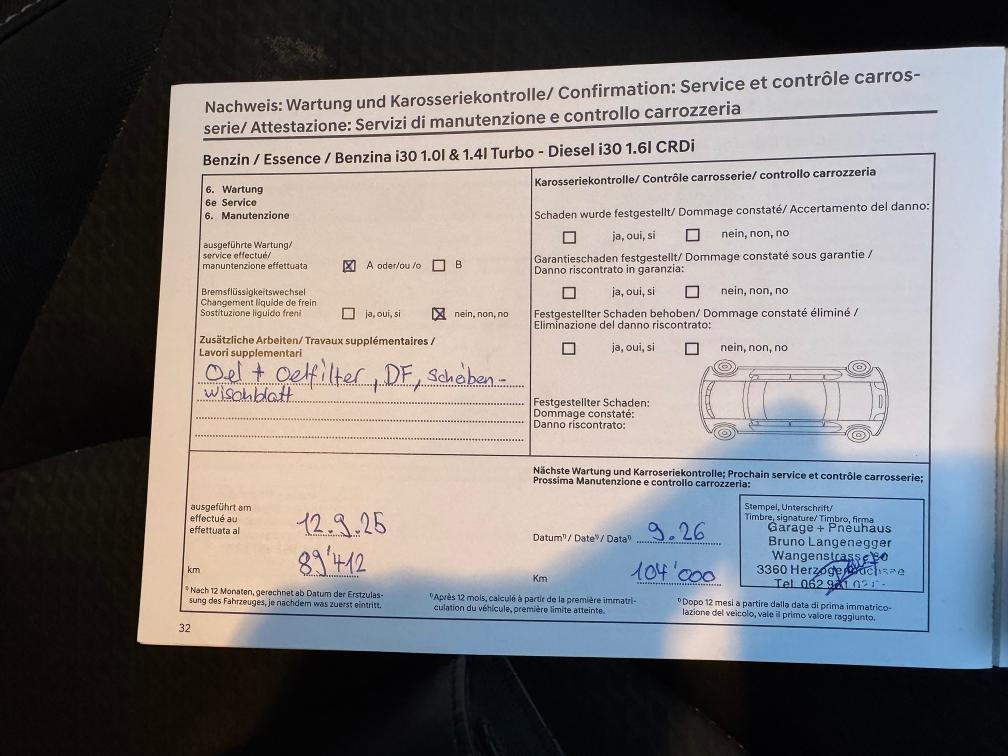 Nachweis: Wartung und Karosseriekontrolle/ Confirmation: Service et contrôle carros-
serie/ Attestazione: Servizi di manutenzione e controllo carrozzeria
Benzin / Essence / Benzina i30 1.0l & 1.4l Turbo - Diesel i30 1.6l CRDi
6. Wartung
6e Service
6. Manutenzione
ausgeführte Wartung/
service effectué/
manuntenzione effettuata
A oder/ou /o
B
Bremsflüssigkeitswechsel
Changement liquide de frein
Sostituzione liguido freni
ja, oui, si
nein, non, no
Zusätzliche Arbeiten/ Travaux supplémentaires /
Lavori supplementari
Oel + Oelfilter, DF, Scheiben-
wischblatt
Karosseriekontrolle/ Contrôle carrosserie/ controllo carrozzeria
Schaden wurde festgestellt/ Dommage constaté/ Accertamento del danno:
ja, oui, si
nein, non, no
Garantieschaden festgestellt/ Dommage constaté sous garantie /
Danno riscontrato in garanzia:
ja, oui, si
nein, non, no
Festgestellter Schaden behoben/ Dommage constaté éliminé /
Eliminazione del danno riscontrato:
ja, oui, si
nein, non, no
Festgestellter Schaden:
Dommage constaté:
Danno riscontrato:
ausgeführt am
effectué au
effettuata al
12.9.25
km
89'412
Nächste Wartung und Karroseriekontrolle; Prochain service et contrôle carrosserie;
Prossima Manutenzione e controllo carrozzeria:
Datum¹⁾ / Date¹⁾ / Data¹⁾
9.26
Km
104'000
Stempel, Unterschrift/
Timbre, signature/ Timbro, firma
Garage + Pneuhaus
Bruno Langenegger
Wangenstrasse
3360 Herzogenbuchsee
Tel. 062
¹⁾ Nach 12 Monaten, gerechnet ab Datum der Erstzulas-
sung des Fahrzeuges, je nachdem was zuerst eintritt.
¹⁾ Après 12 mois, calculé à partir de la première immatri-
culation du véhicule, première limite atteinte.
¹⁾ Dopo 12 mesi a partire dalla data di prima immatrico-
lazione del veicolo, vale il primo valore raggiunto.
32